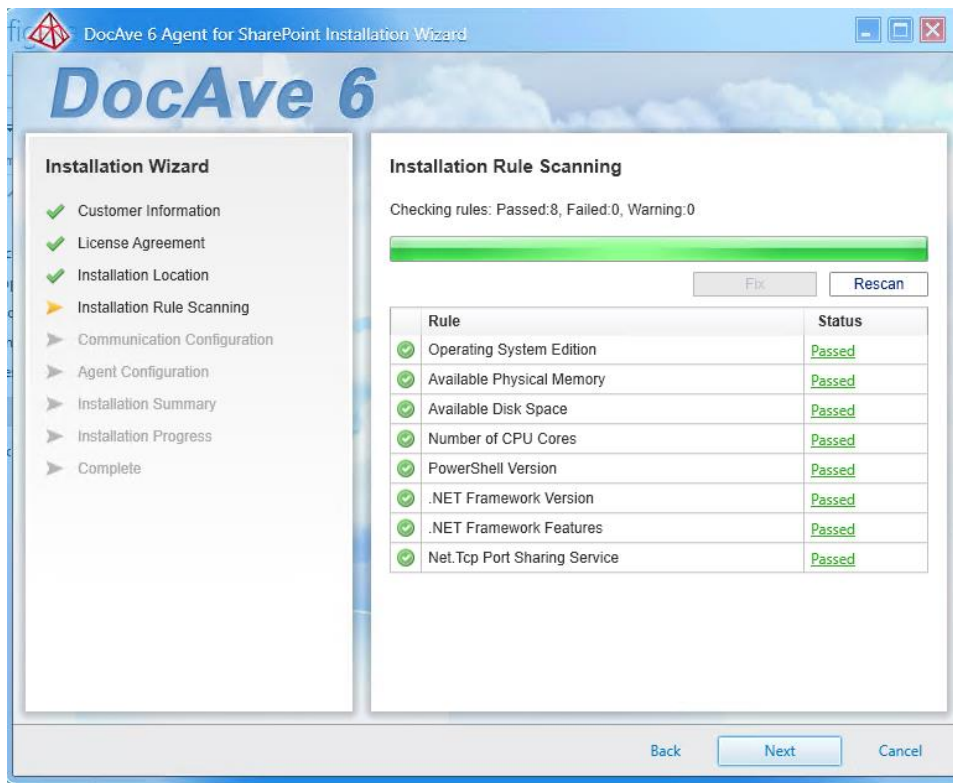 DocAve 6 Agent for SharePoint Installation Wizard
DocAve 6
Installation Wizard
Customer Information
License Agreement
Installation Location
Installation Rule Scanning
Communication Configuration
Agent Configuration
Installation Summary
Installation Progress
Complete
Installation Rule Scanning
Checking rules: Passed:8, Failed:0, Warning:0
Fix
Rescan
Rule Status
Operating System Edition Passed
Available Physical Memory Passed
Available Disk Space Passed
Number of CPU Cores Passed
PowerShell Version Passed
.NET Framework Version Passed
.NET Framework Features Passed
Net.Tcp Port Sharing Service Passed
Back Next Cancel